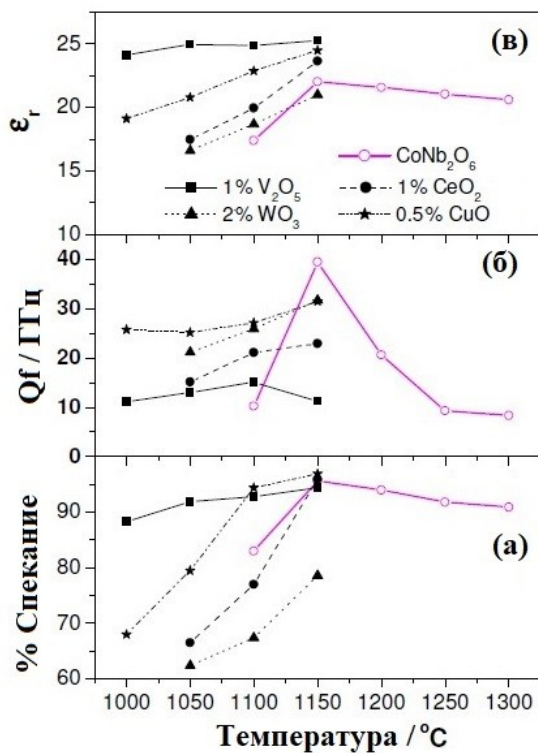 25
(в)
20
εr
CoNb2O6
15
1% V2O5
1% CeO2
2% WO3
0.5% CuO
10
40
(б)
30
Qf / ГГц
20
10
0
90
(а)
% Спекание
80
70
60
1000 1050 1100 1150 1200 1250 1300
Температура / °C